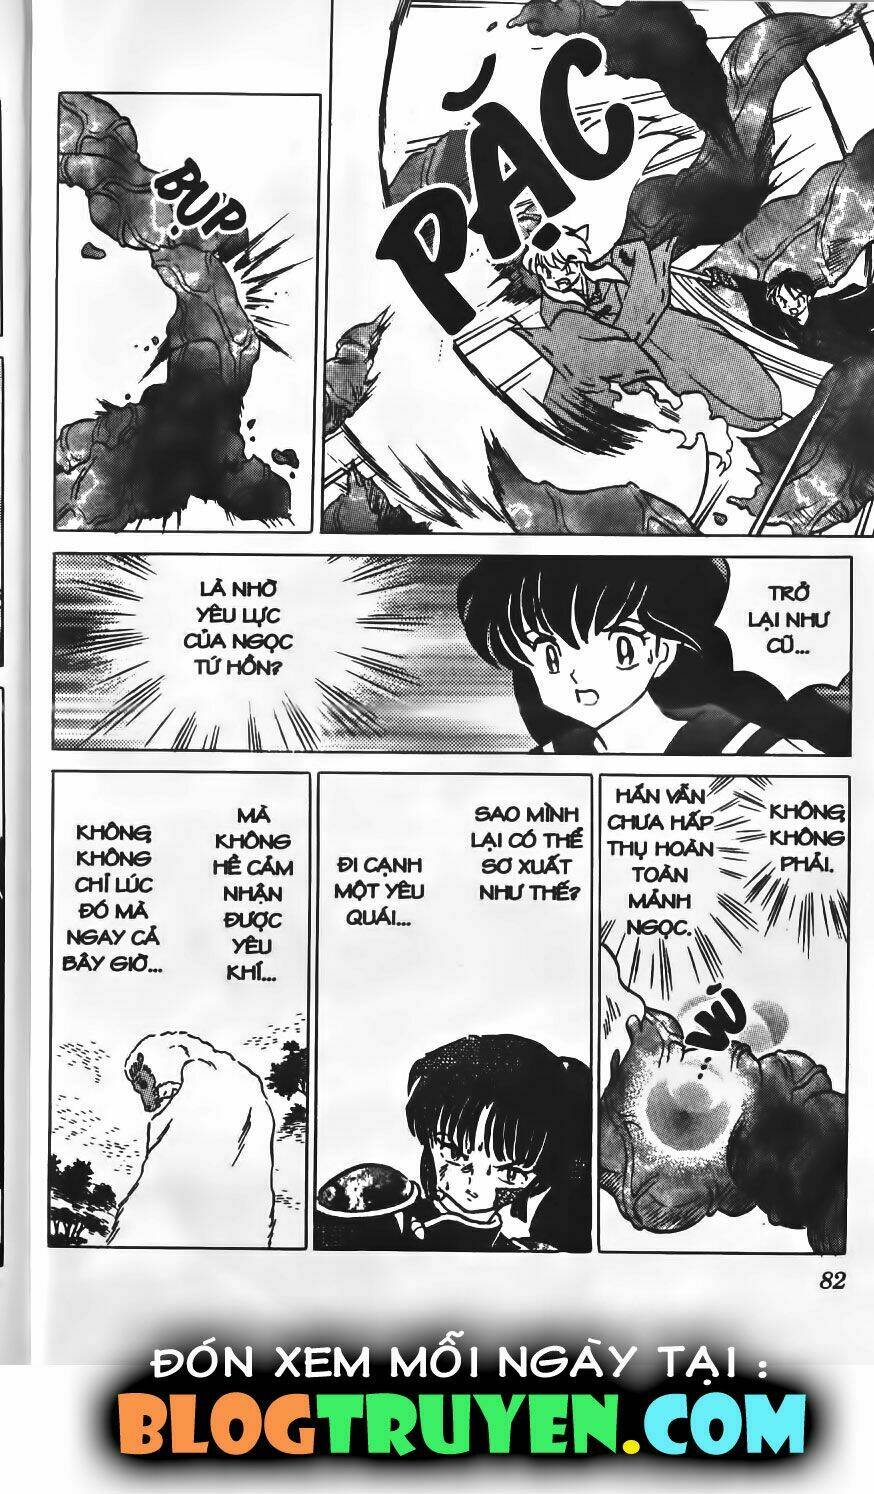 PẶC
BỤP
TRỞ
LẠI NHƯ
CŨ...
LÀ NHỜ
YÊU LỰC
CỦA NGỌC
TỨ HỒN?
KHÔNG,
KHÔNG
PHẢI.
HẮN VẪN
CHƯA HẤP
THỤ HOÀN
TOÀN
MẢNH
NGỌC.
VÚ
...
SAO MÌNH
LẠI CÓ THỂ
SƠ XUẤT
NHƯ THẾ?
ĐI CẠNH
MỘT YÊU
QUÁI...
MÀ
KHÔNG
HỀ CẢM
NHẬN
ĐƯỢC
YÊU
KHÍ...
KHÔNG,
KHÔNG
CHỈ LÚC
ĐÓ MÀ
NGAY CẢ
BÂY GIỜ...
82
ĐÓN XEM MỖI NGÀY TẠI :
BLOGTRUYEN.COM